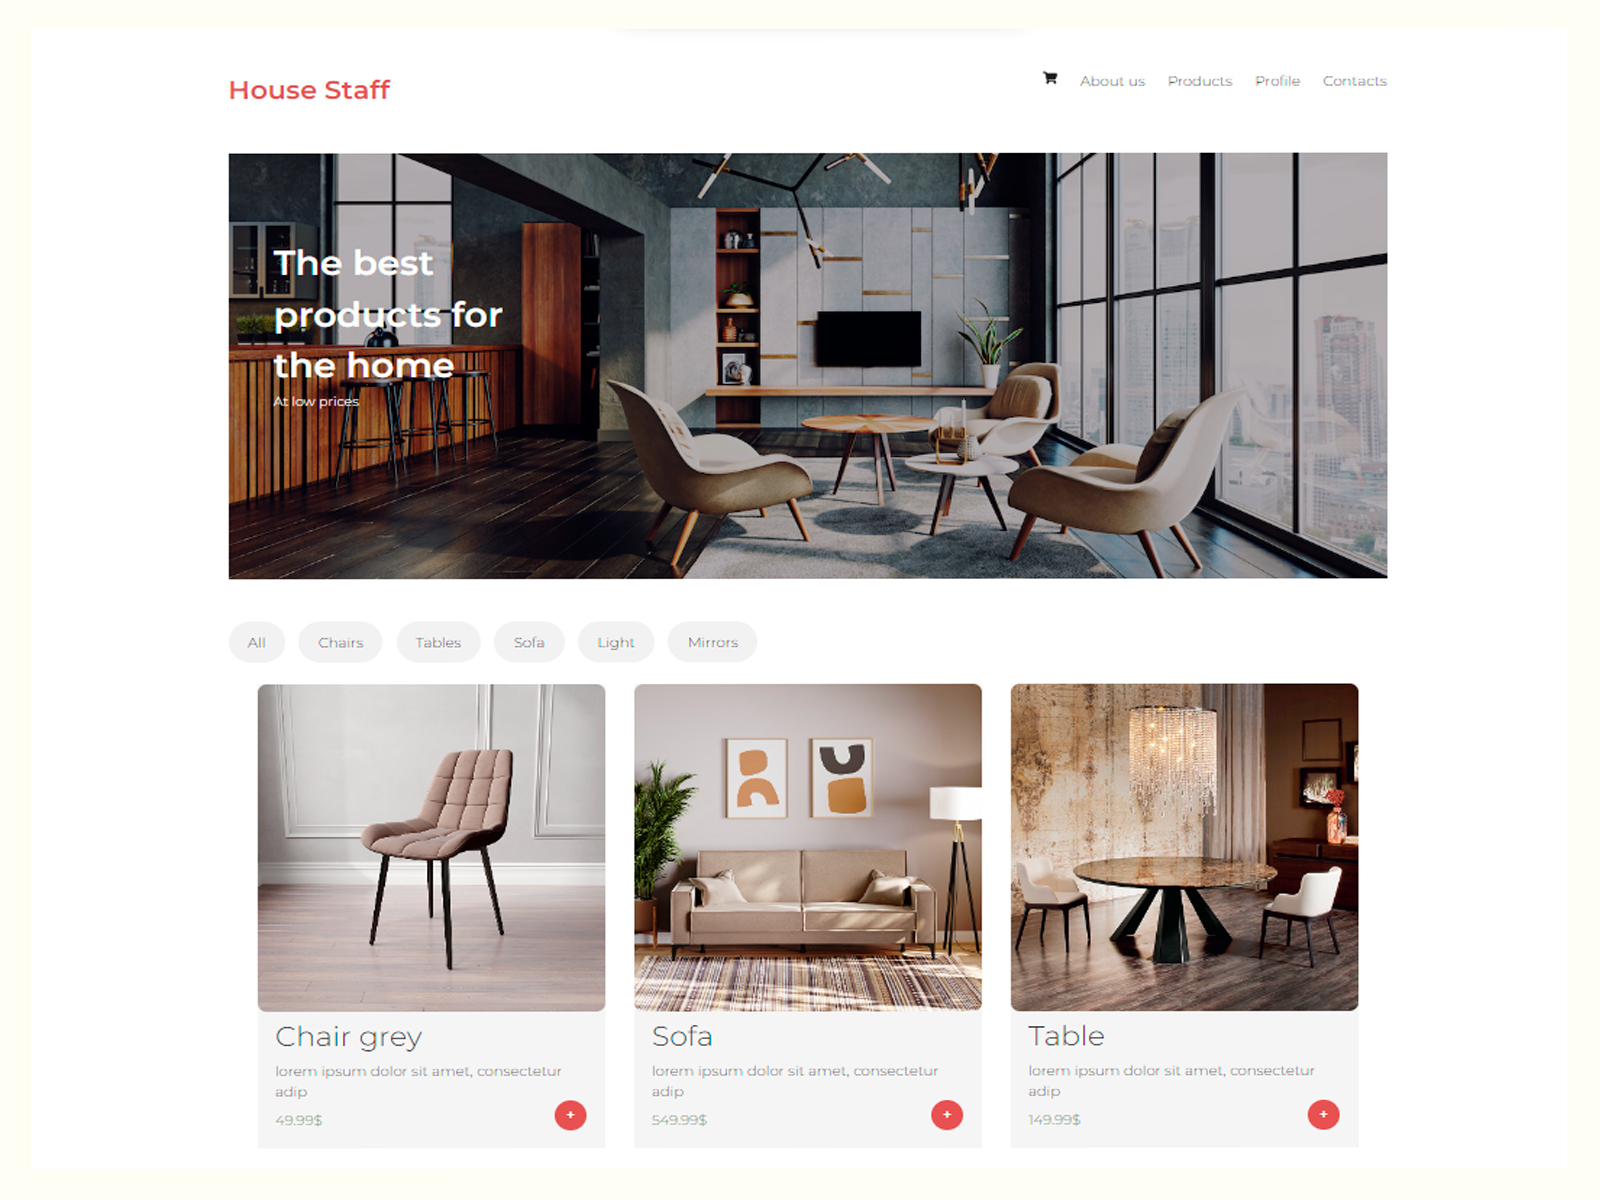 House Staff
About us Products Profile Contacts
The best
products for
the home
At low prices
All Chairs Tables Sofa Light Mirrors
Chair grey
lorem ipsum dolor sit amet, consectetur
adip
49.99$
+
Sofa
lorem ipsum dolor sit amet, consectetur
adip
549.99$
+
Table
lorem ipsum dolor sit amet, consectetur
adip
149.99$
+